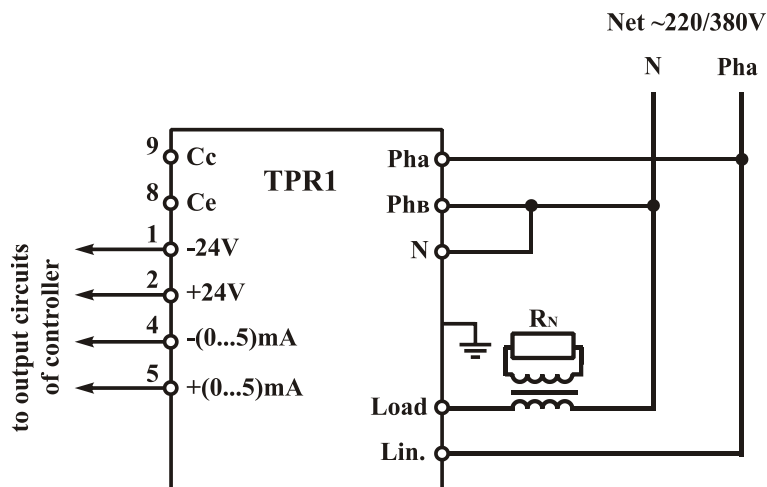 Net ~220/380V
N Pha
TPR1
9 Cc
8 Ce
1 -24V
2 +24V
4 -(0...5)mA
5 +(0...5)mA
to output circuits
of controller
Pha
PhB
N
RN
Load
Lin.